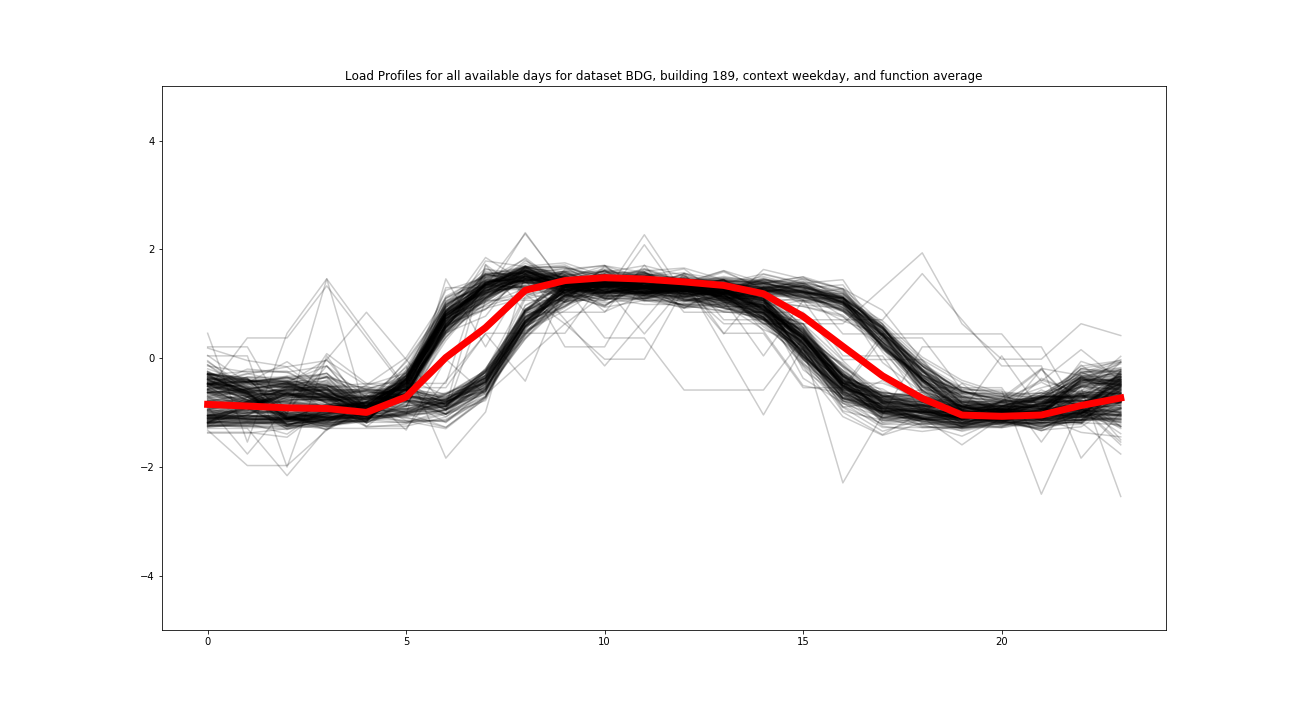 Load Profiles for all available days for dataset BDG, building 189, context weekday, and function average
4
2
0
−2
−4
0 5 10 15 20